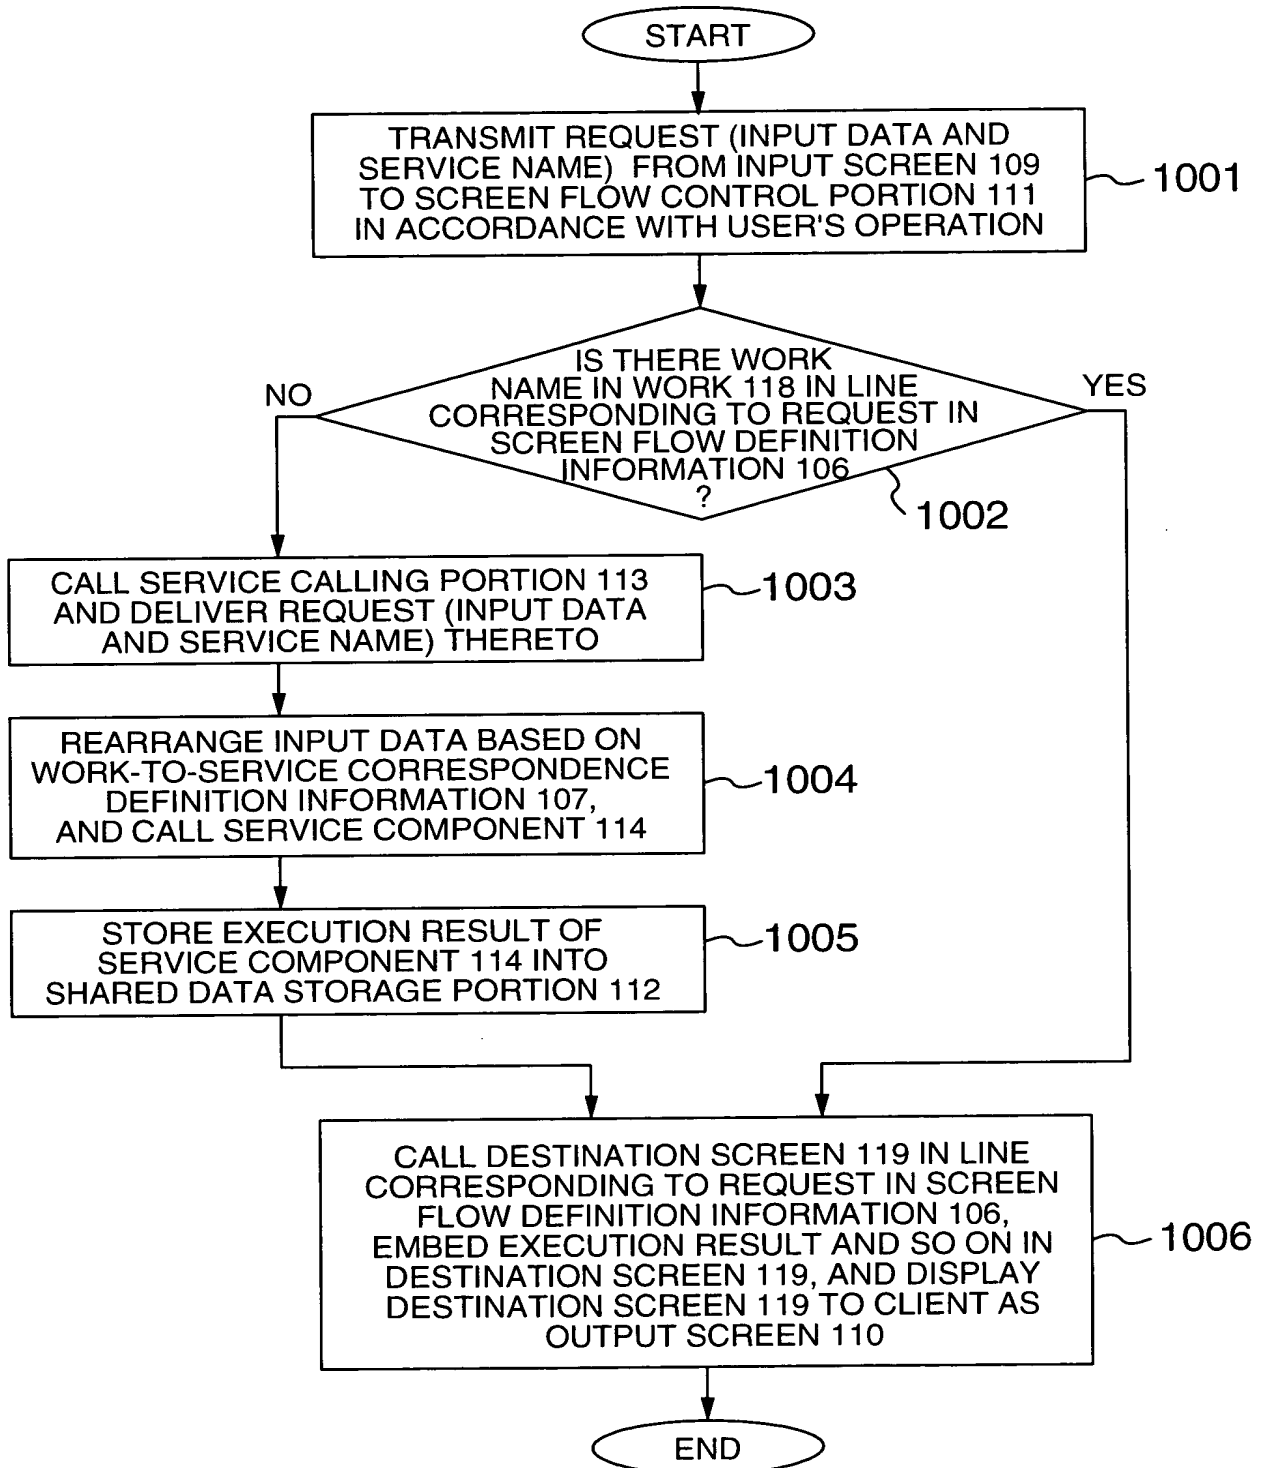 START
TRANSMIT REQUEST (INPUT DATA AND
SERVICE NAME) FROM INPUT SCREEN 109
TO SCREEN FLOW CONTROL PORTION 111
IN ACCORDANCE WITH USER'S OPERATION
1001
IS THERE WORK
NAME IN WORK 118 IN LINE
CORRESPONDING TO REQUEST IN
SCREEN FLOW DEFINITION
INFORMATION 106
?
NO
YES
1002
CALL SERVICE CALLING PORTION 113
AND DELIVER REQUEST (INPUT DATA
AND SERVICE NAME) THERETO
1003
REARRANGE INPUT DATA BASED ON
WORK-TO-SERVICE CORRESPONDENCE
DEFINITION INFORMATION 107,
AND CALL SERVICE COMPONENT 114
1004
STORE EXECUTION RESULT OF
SERVICE COMPONENT 114 INTO
SHARED DATA STORAGE PORTION 112
1005
CALL DESTINATION SCREEN 119 IN LINE
CORRESPONDING TO REQUEST IN SCREEN
FLOW DEFINITION INFORMATION 106,
EMBED EXECUTION RESULT AND SO ON IN
DESTINATION SCREEN 119, AND DISPLAY
DESTINATION SCREEN 119 TO CLIENT AS
OUTPUT SCREEN 110
1006
END